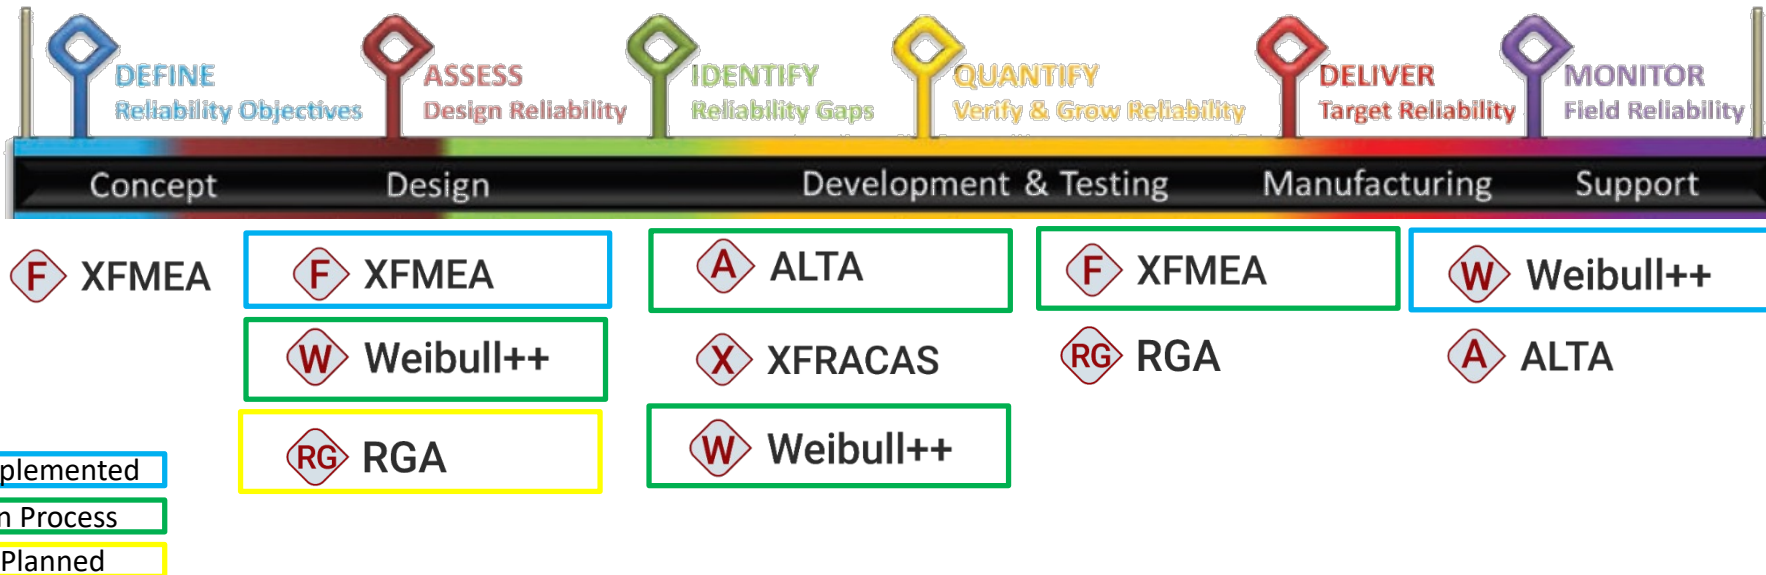 DEFINE
Reliability Objectives
ASSESS
Design Reliability
IDENTIFY
Reliability Gaps
QUANTIFY
Verify & Grow Reliability
DELIVER
Target Reliability
MONITOR
Field Reliability
Concept
Design
Development & Testing
Manufacturing
Support
F XFMEA
F XFMEA
A ALTA
F XFMEA
W Weibull++
W Weibull++
X XFRACAS
RG RGA
A ALTA
RG RGA
W Weibull++
plemented
n Process
Planned